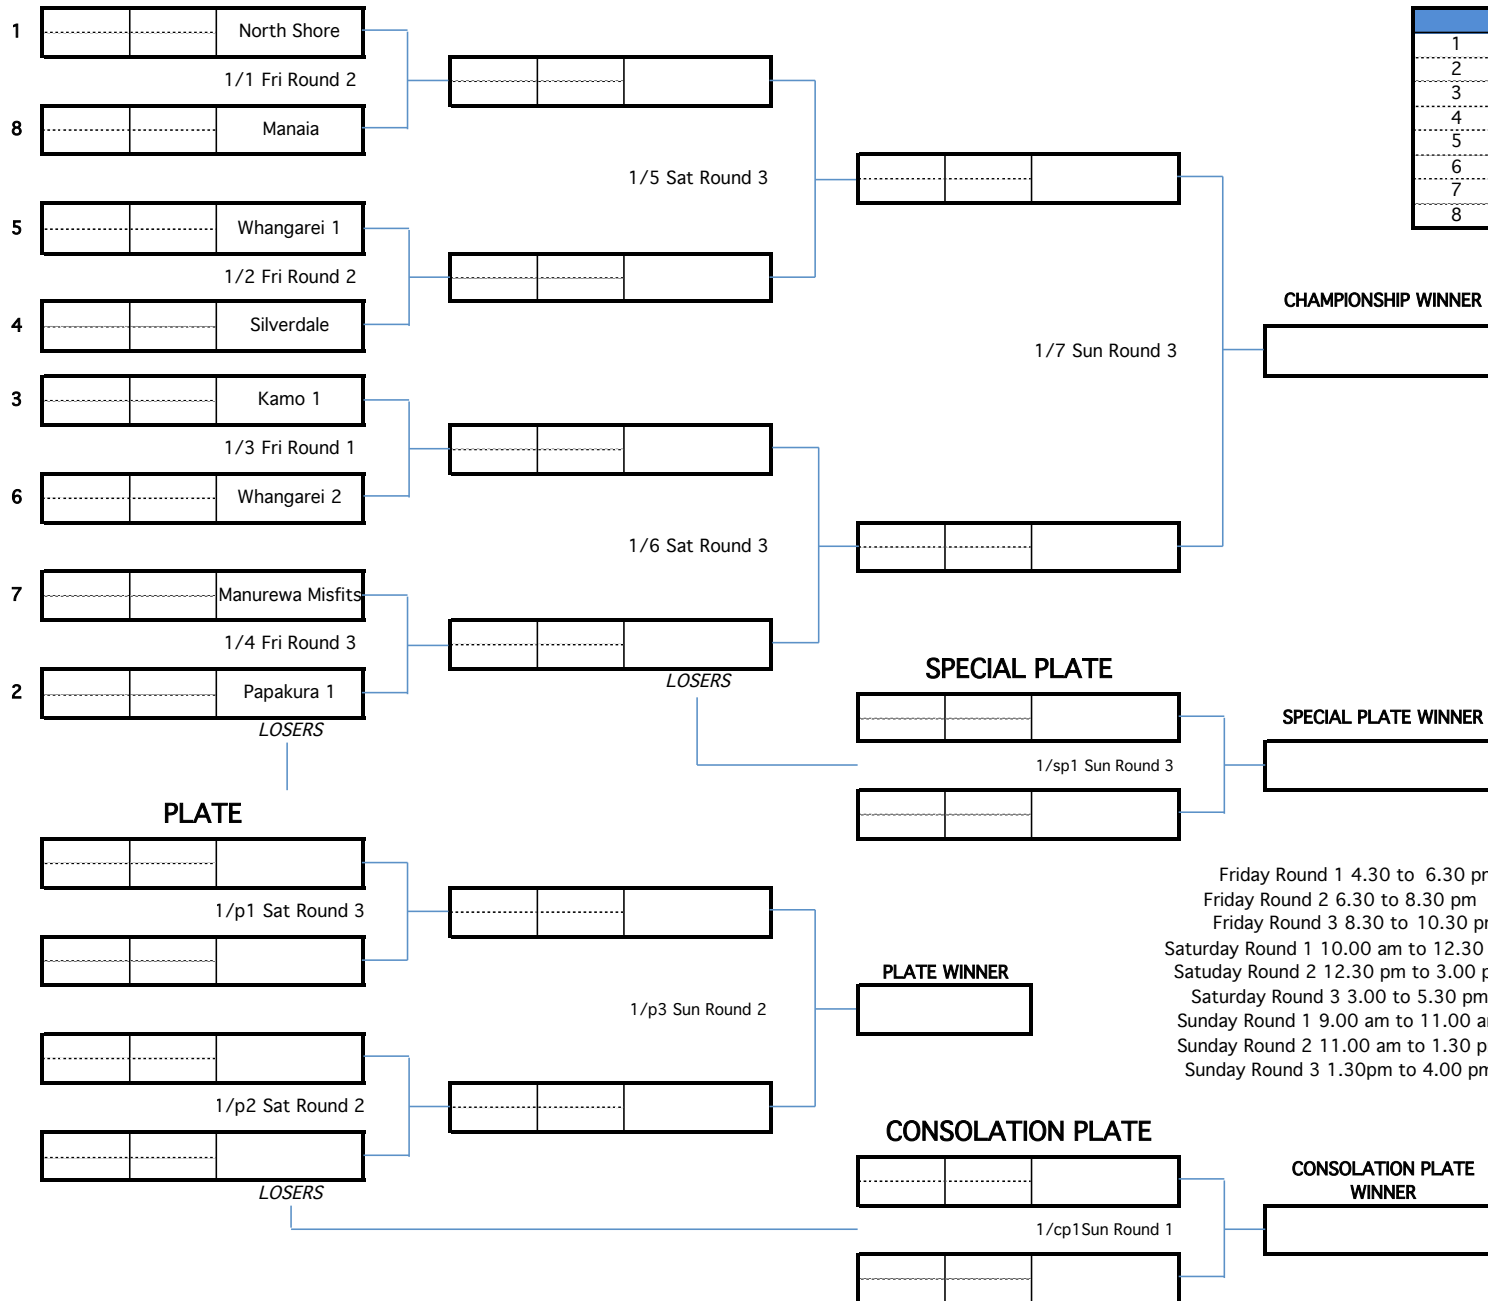 1 North Shore
1/1 Fri Round 2
8 Manaia
1/5 Sat Round 3
5 Whangarei 1
1/2 Fri Round 2
4 Silverdale
1
2
3
4
5
6
7
8
CHAMPIONSHIP WINNER
1/7 Sun Round 3
3 Kamo 1
1/3 Fri Round 1
6 Whangarei 2
1/6 Sat Round 3
7 Manurewa Misfits
1/4 Fri Round 3
2 Papakura 1
LOSERS
LOSERS
SPECIAL PLATE
1/sp1 Sun Round 3
SPECIAL PLATE WINNER
PLATE
1/p1 Sat Round 3
1/p3 Sun Round 2
PLATE WINNER
1/p2 Sat Round 2
LOSERS
Friday Round 1 4.30 to 6.30 pm
Friday Round 2 6.30 to 8.30 pm
Friday Round 3 8.30 to 10.30 pm
Saturday Round 1 10.00 am to 12.30
Satuday Round 2 12.30 pm to 3.00 p
Saturday Round 3 3.00 to 5.30 pm
Sunday Round 1 9.00 am to 11.00 am
Sunday Round 2 11.00 am to 1.30 p
Sunday Round 3 1.30pm to 4.00 pm
CONSOLATION PLATE
1/cp1Sun Round 1
CONSOLATION PLATE
WINNER